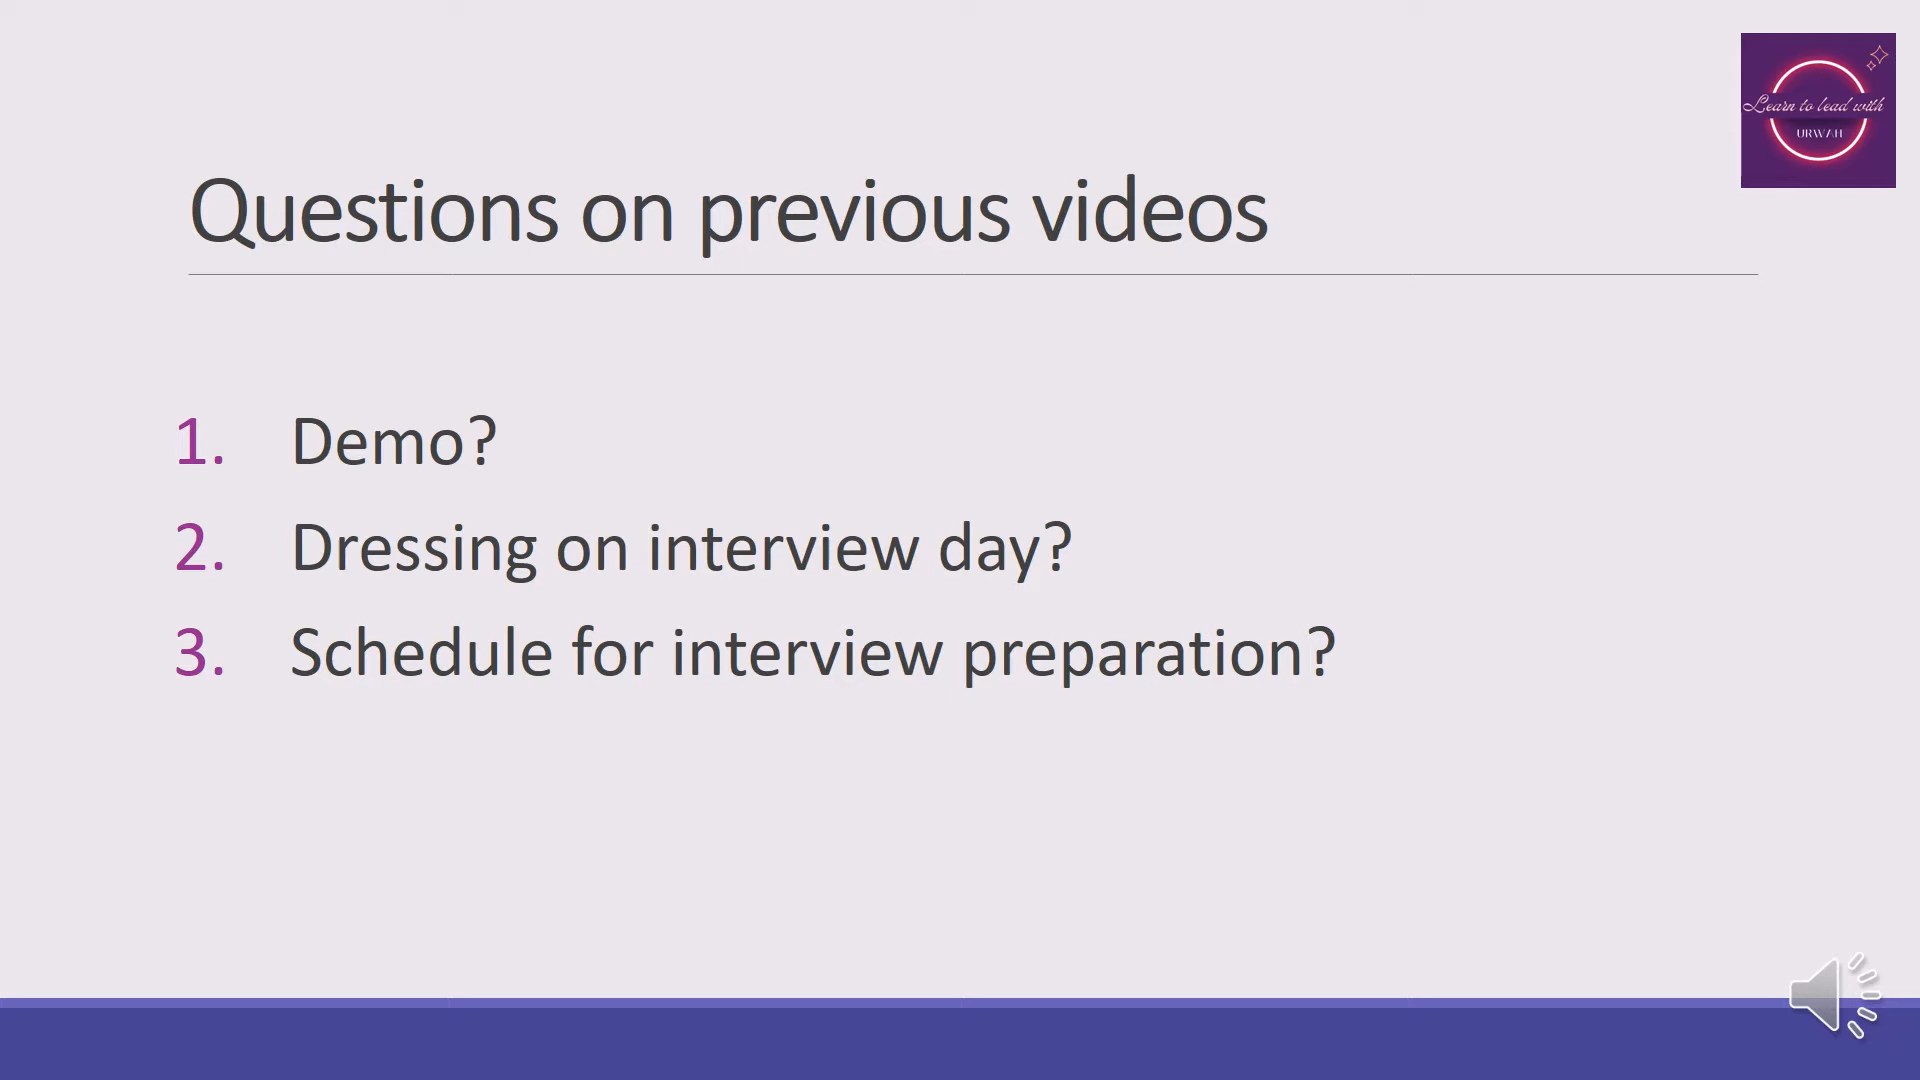 Learn to lead with
URWAH
Questions on previous videos
1. Demo?
2. Dressing on interview day?
3. Schedule for interview preparation?